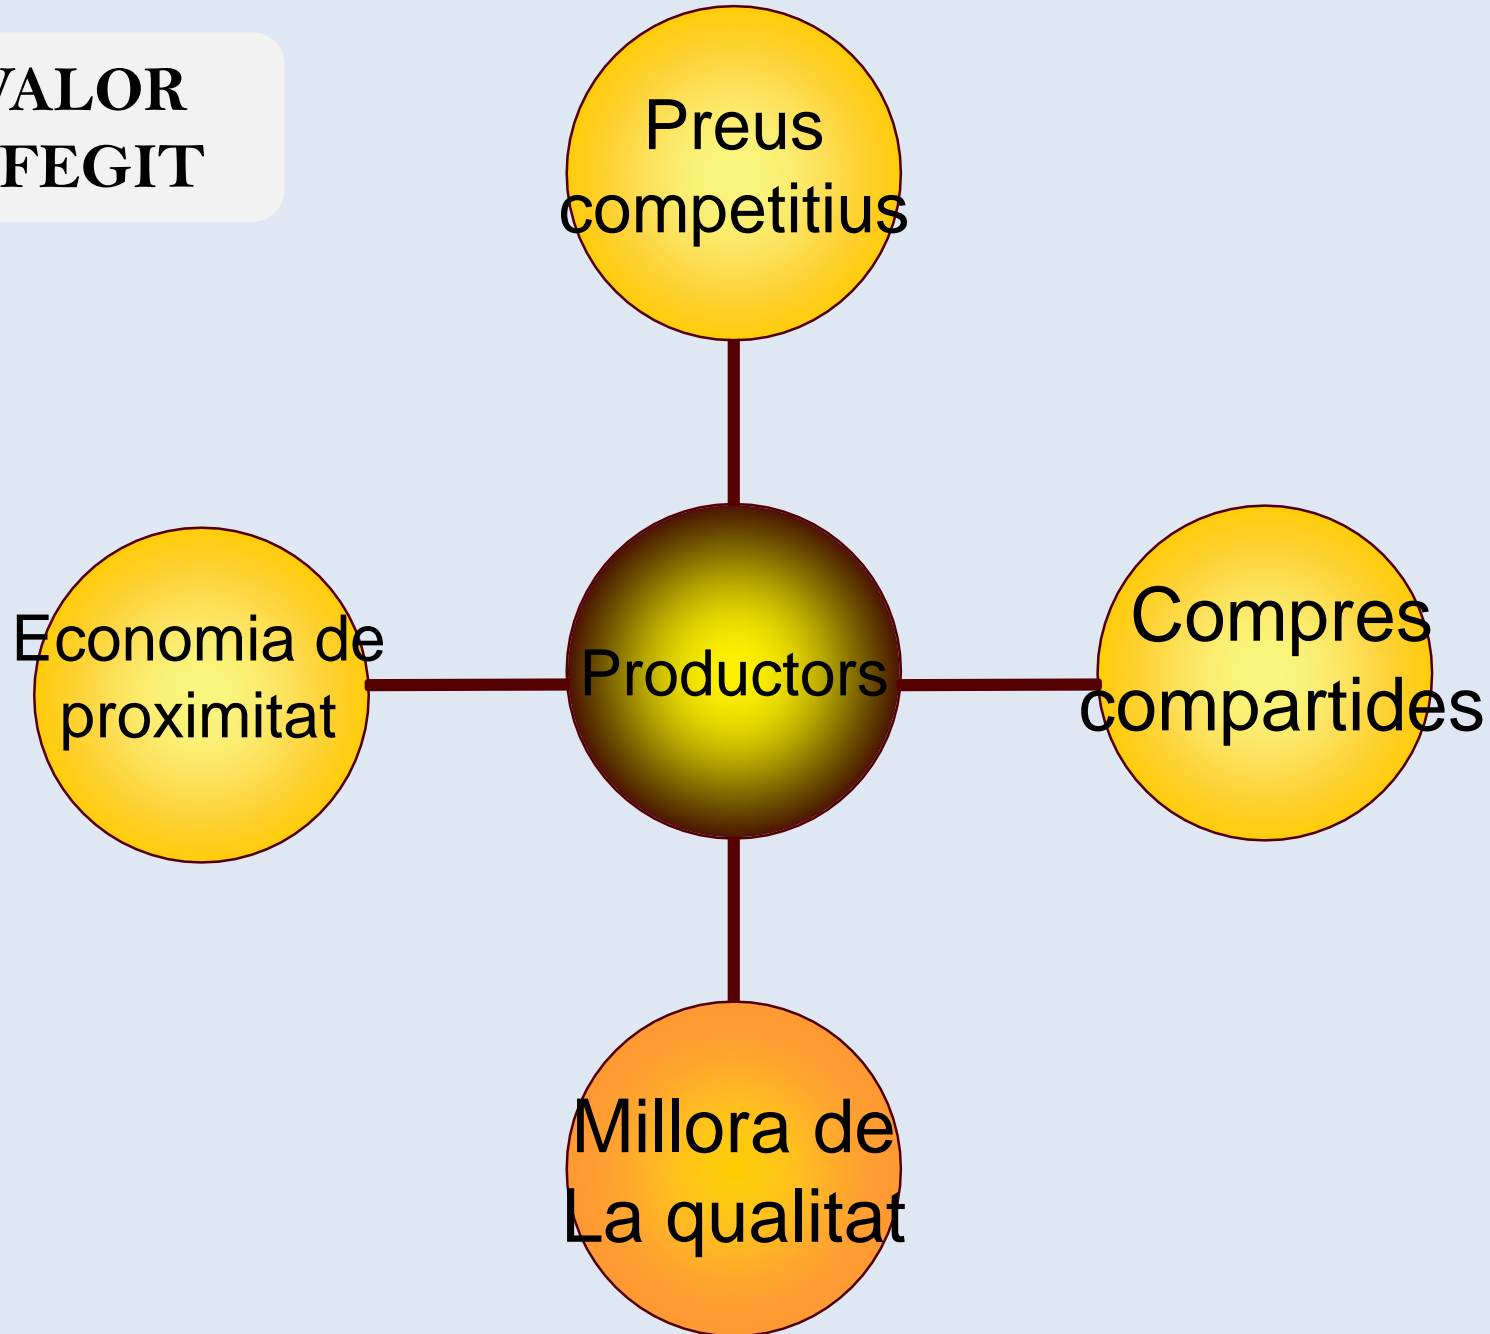 VALOR
FEGIT
Preus
competitius
Economia de
proximitat
Productors
Compres
compartides
Millora de
La qualitat